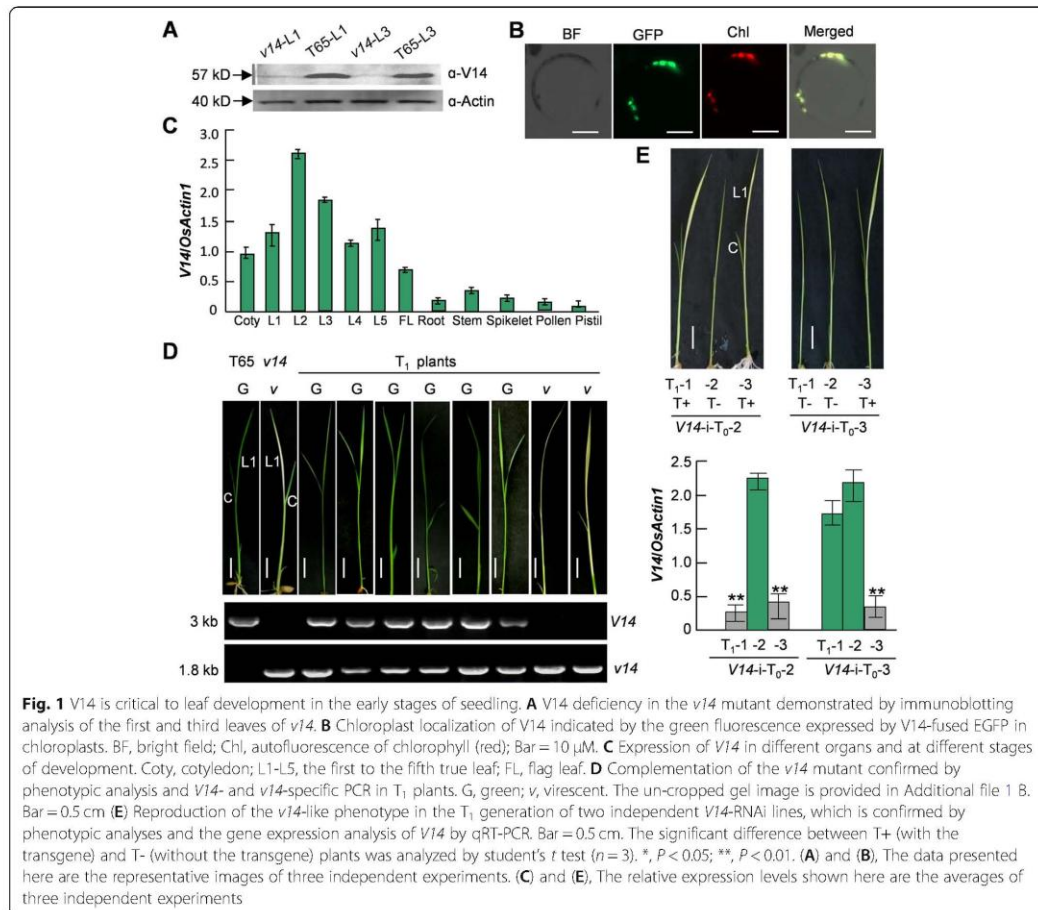 A
v14-L1 T65-L1 v14-L3 T65-L3
57 kD α-V14
40 kD α-Actin
B
BF GFP Chl Merged
C
V14/OsActin1
3.0
2.5
2.0
1.5
1.0
0.5
0
Coty L1 L2 L3 L4 L5 FL Root Stem Spikelet Pollen Pistil
D
T65 v14 T1 plants
G v G G G G G G v v
L1 L1
C C
3 kb V14
1.8 kb v14
E
L1
C
T1-1 -2 -3 T1-1 -2 -3
T+ T- T+ T- T- T+
V14-i-T0-2 V14-i-T0-3
V14/OsActin1
2.5
2.0
1.5
1.0
0.5
0
** ** **
T1-1 -2 -3 T1-1 -2 -3
V14-i-T0-2 V14-i-T0-3
Fig. 1 V14 is critical to leaf development in the early stages of seedling. A V14 deficiency in the v14 mutant demonstrated by immunoblotting
analysis of the first and third leaves of v14. B Chloroplast localization of V14 indicated by the green fluorescence expressed by V14-fused EGFP in
chloroplasts. BF, bright field; Chl, autofluorescence of chlorophyll (red); Bar = 10 μM. C Expression of V14 in different organs and at different stages
of development. Coty, cotyledon; L1-L5, the first to the fifth true leaf; FL, flag leaf. D Complementation of the v14 mutant confirmed by
phenotypic analysis and V14- and v14-specific PCR in T1 plants. G, green; v, virescent. The un-cropped gel image is provided in Additional file 1 B.
Bar = 0.5 cm (E) Reproduction of the v14-like phenotype in the T1 generation of two independent V14-RNAi lines, which is confirmed by
phenotypic analyses and the gene expression analysis of V14 by qRT-PCR. Bar = 0.5 cm. The significant difference between T+ (with the
transgene) and T- (without the transgene) plants was analyzed by student's t test (n = 3). *, P < 0.05; **, P < 0.01. (A) and (B), The data presented
here are the representative images of three independent experiments. (C) and (E), The relative expression levels shown here are the averages of
three independent experiments